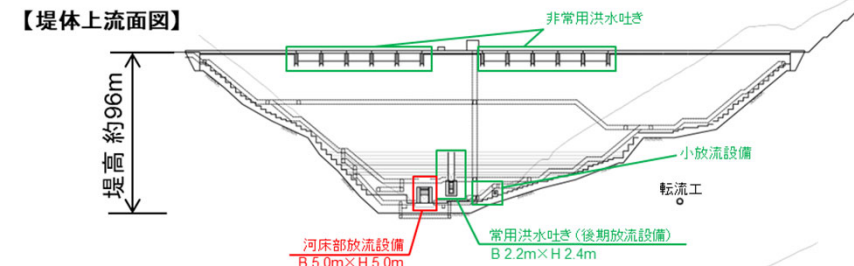 【堤体上流面図】
非常用洪水吐き
堤高 約96m
小放流設備
転流工
常用洪水吐き(後期放流設備)
B 2.2m×H 2.4m
河床部放流設備
B 5.0m×H 5.0m